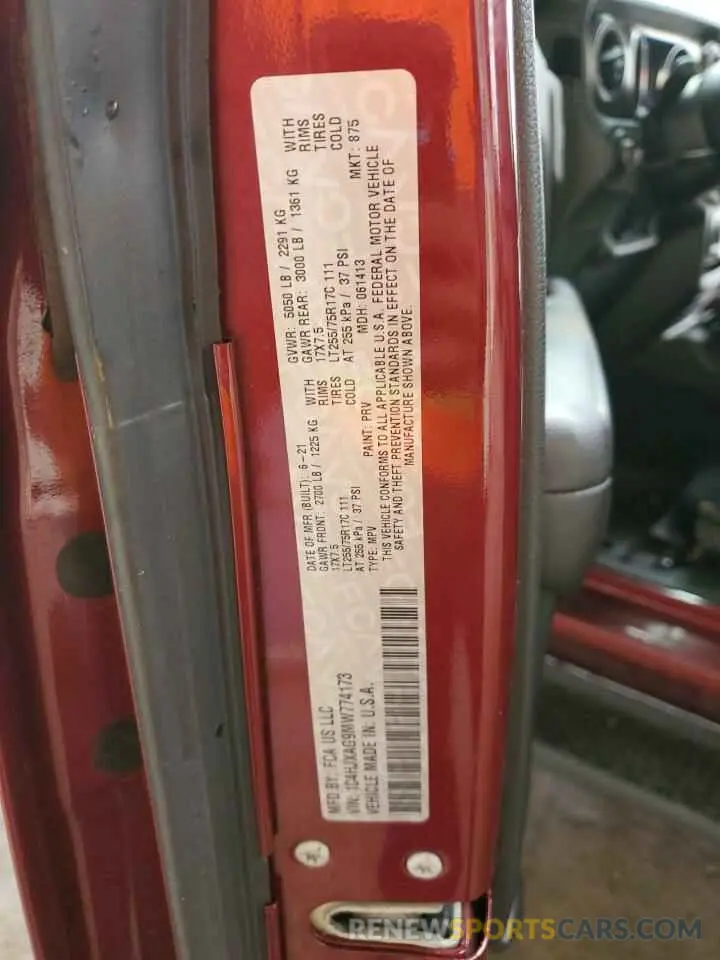 MFD BY: FCA US LLC
DATE OF MFR (BUILT): 6-21
GVWR: 5050 LB / 2291 KG
GAWR FRONT: 2700 LB / 1225 KG WITH
17X7.5 RIMS
LT255/75R17C 111 TIRES
AT 255 kPa / 37 PSI COLD
GAWR REAR: 3000 LB / 1361 KG WITH
17X7.5 RIMS
LT255/75R17C 111 TIRES
AT 255 kPa / 37 PSI COLD
VIN: 1C4HJXAG9MW774173
TYPE: MPV
PAINT: PRV
MDH: 061413
MKT: 875
VEHICLE MADE IN: U.S.A.
THIS VEHICLE CONFORMS TO ALL APPLICABLE U.S.A. FEDERAL MOTOR VEHICLE
SAFETY AND THEFT PREVENTION STANDARDS IN EFFECT ON THE DATE OF
MANUFACTURE SHOWN ABOVE.
RENEWSPORTSCARS.COM